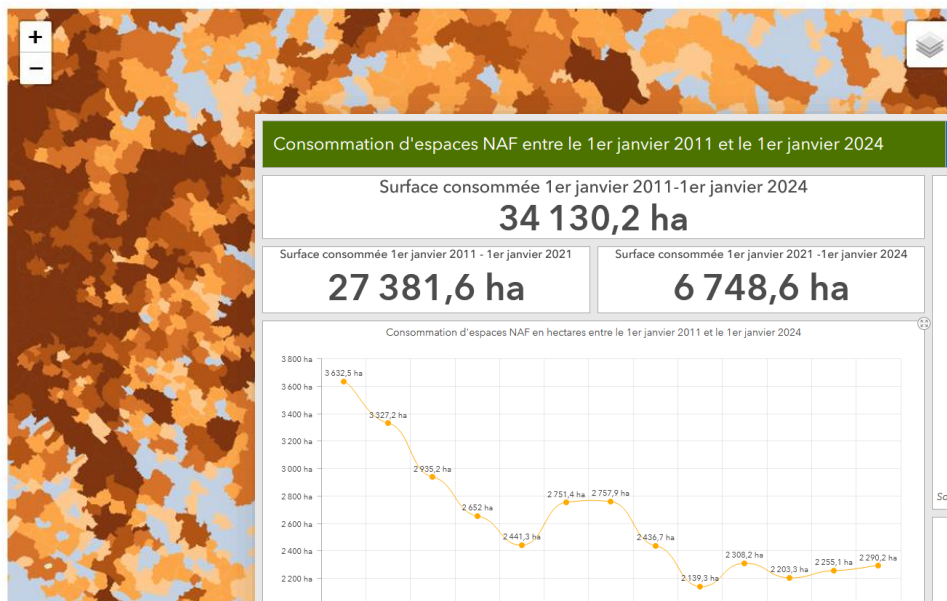 +
−
Consommation d'espaces NAF entre le 1er janvier 2011 et le 1er janvier 2024
Surface consommée 1er janvier 2011-1er janvier 2024
34 130,2 ha
Surface consommée 1er janvier 2011 - 1er janvier 2021
27 381,6 ha
Surface consommée 1er janvier 2021 -1er janvier 2024
6 748,6 ha
Consommation d'espaces NAF en hectares entre le 1er janvier 2011 et le 1er janvier 2024
3 800 ha
3 600 ha
3 400 ha
3 200 ha
3 000 ha
2 800 ha
2 600 ha
2 400 ha
2 200 ha
3 632,5 ha
3 327,2 ha
2 935,2 ha
2 652 ha
2 441,3 ha
2 751,4 ha
2 757,9 ha
2 436,7 ha
2 139,3 ha
2 308,2 ha
2 203,3 ha
2 255,1 ha
2 290,2 ha